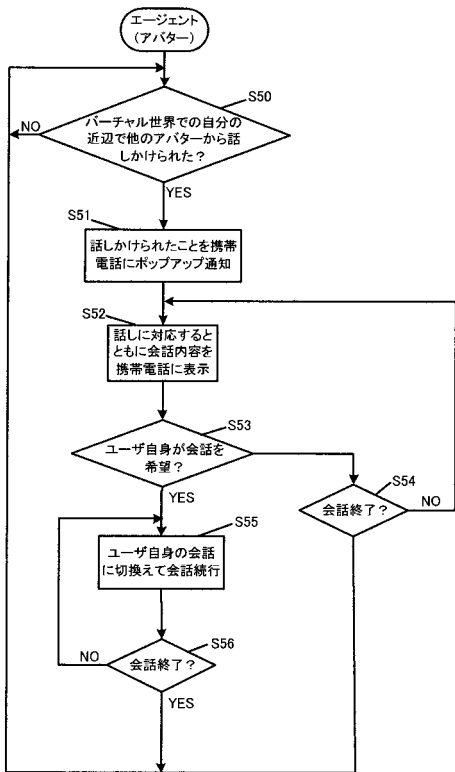 エージェント
(アバター)
S50
バーチャル世界での自分の
近辺で他のアバターから話
しかけられた？
NO
YES
S51
話しかけられたことを携帯
電話にポップアップ通知
S52
話しに対応するとと
ともに会話内容を
携帯電話に表示
S53
ユーザ自身が会話を
希望？
YES
S54
会話終了？
NO
S55
ユーザ自身の会話
に切換えて会話続行
S56
会話終了？
NO
YES